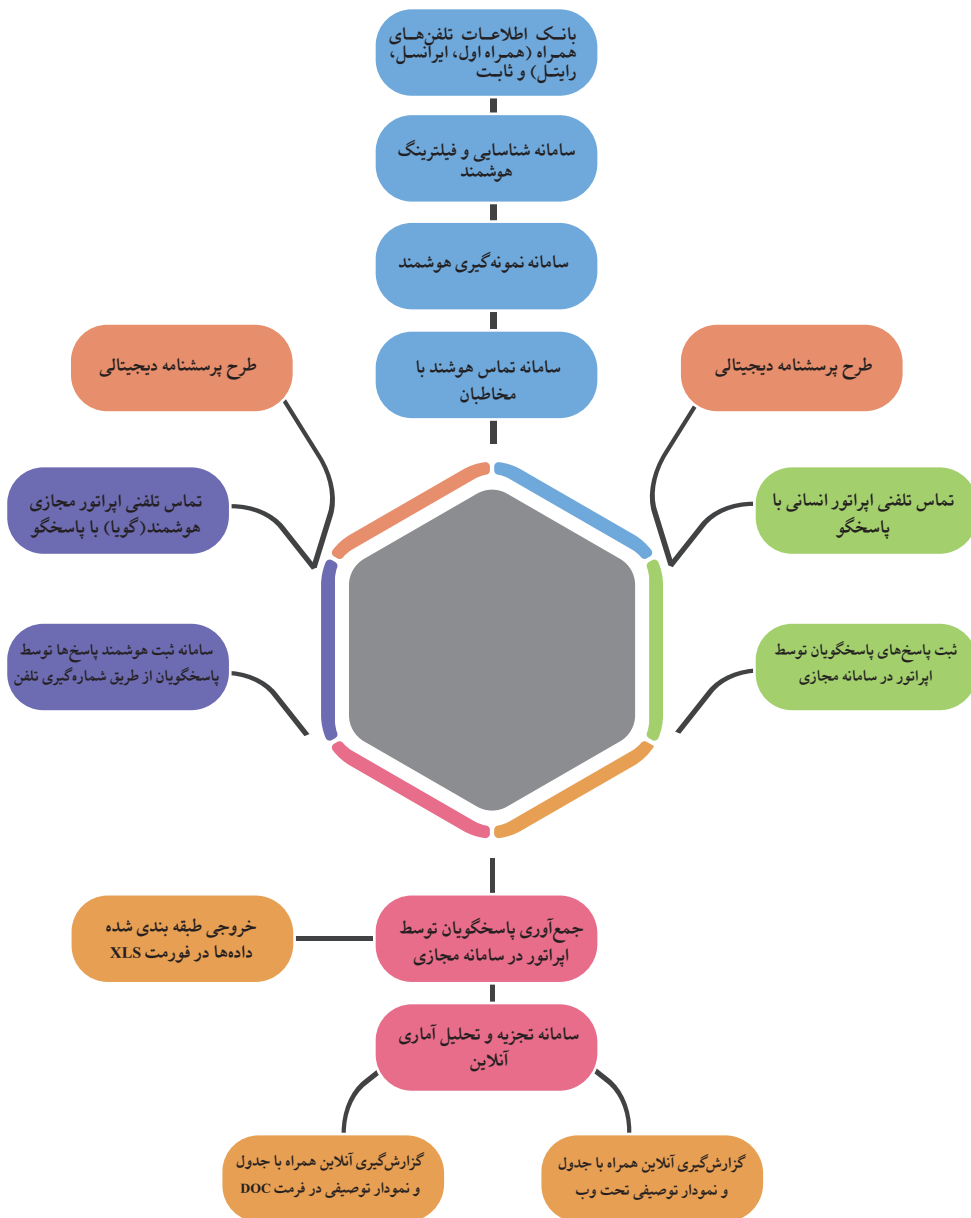 بانک اطلاعات تلفن‌های
همراه (همراه اول، ایرانسل،
رایتل) و ثابت
سامانه شناسایی و فیلترینگ
هوشمند
سامانه نمونه‌گیری هوشمند
سامانه تماس هوشند با
مخاطبان
طرح پرسشنامه دیجیتالی
طرح پرسشنامه دیجیتالی
تماس تلفنی اپراتور انسانی با
پاسخگو
تماس تلفنی اپراتور مجازی
هوشمند(گویا) با پاسخگو
ثبت پاسخ‌های پاسخگویان توسط
اپراتور در سامانه مجازی
سامانه ثبت هوشمند پاسخ‌ها توسط
پاسخگویان از طریق شماره‌گیری تلفن
جمع‌آوری پاسخگویان توسط
اپراتور در سامانه مجازی
خروجی طبقه بندی شده
داده‌ها در فورمت XLS
سامانه تجزیه و تحلیل آماری
آنلاین
گزارش‌گیری آنلاین همراه با جدول
و نمودار توصیفی تحت وب
گزارش‌گیری آنلاین همراه با جدول
و نمودار توصیفی در فرمت DOC